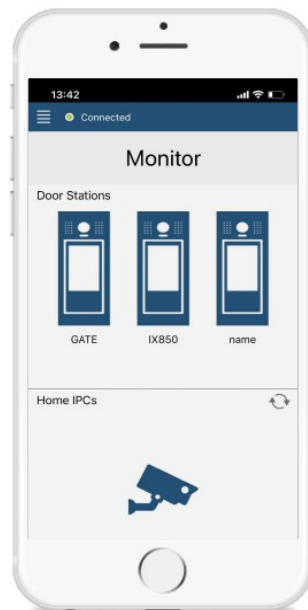 13:42
Connected
Monitor
Door Stations
GATE IX850 name
Home IPCs